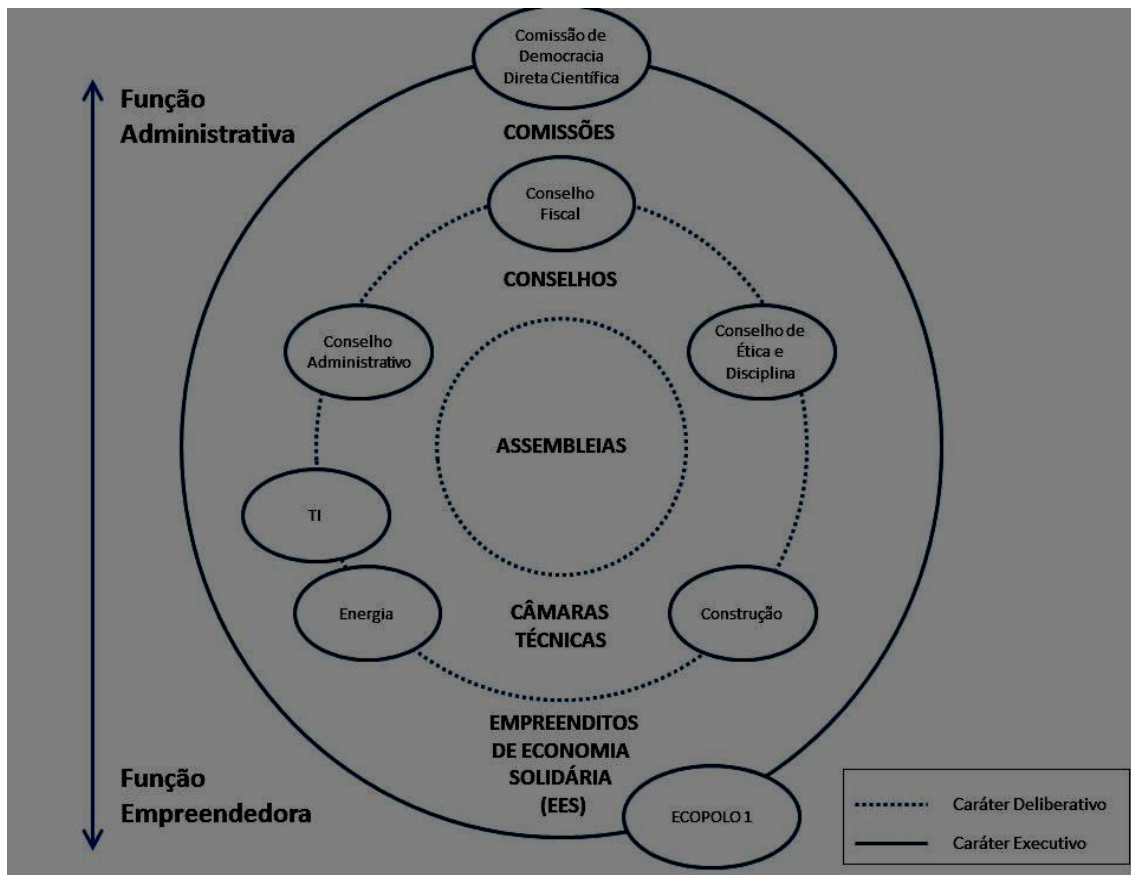 Comissão de
Democracia
Direta Científica
Função
Administrativa
COMISSÕES
Conselho
Fiscal
CONSELHOS
Conselho
Administrativo
Conselho de
Ética e
Disciplina
ASSEMBLEIAS
TI
Energia
CÂMARAS
TÉCNICAS
Construção
EMPREENDITOS
DE ECONOMIA
SOLIDÁRIA
(EES)
Função
Empreendedora
ECOPOLO 1
Caráter Deliberativo
Caráter Executivo